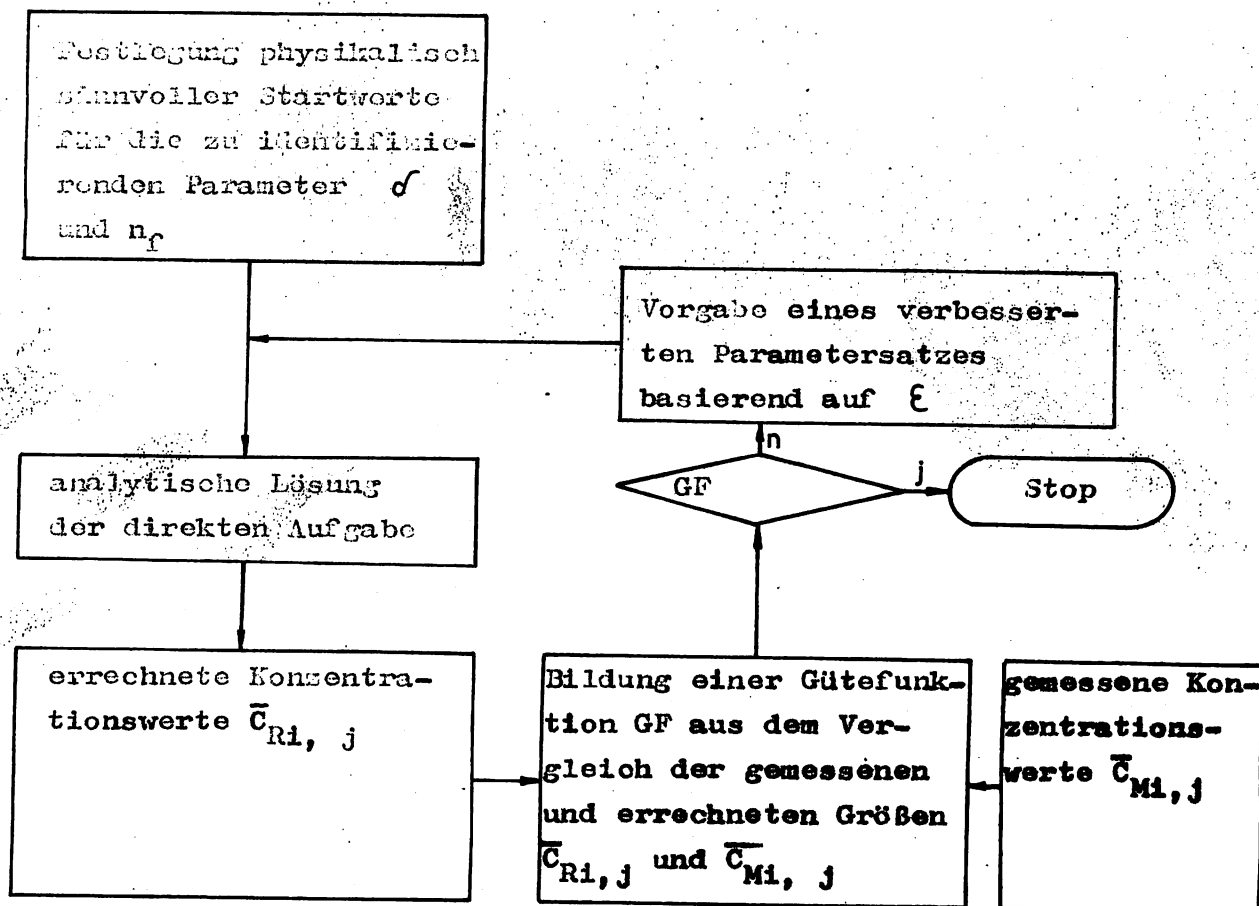 Festlegung physikalisch
sinnvoller Startwerte
für die zu identifizie-
renden Parameter δ
und n_f
Vorgabe eines verbesser-
ten Parametersatzes
basierend auf ε
n
GF
j
Stop
analytische Lösung
der direkten Aufgabe
errechnete Konzentra-
tionswerte C̅_Ri, j
Bildung einer Gütefunk-
tion GF aus dem Ver-
gleich der gemessenen
und errechneten Größen
C̅_Ri,j und C̅_Mi, j
gemessene Kon-
zentrations-
werte C̅_Mi,j